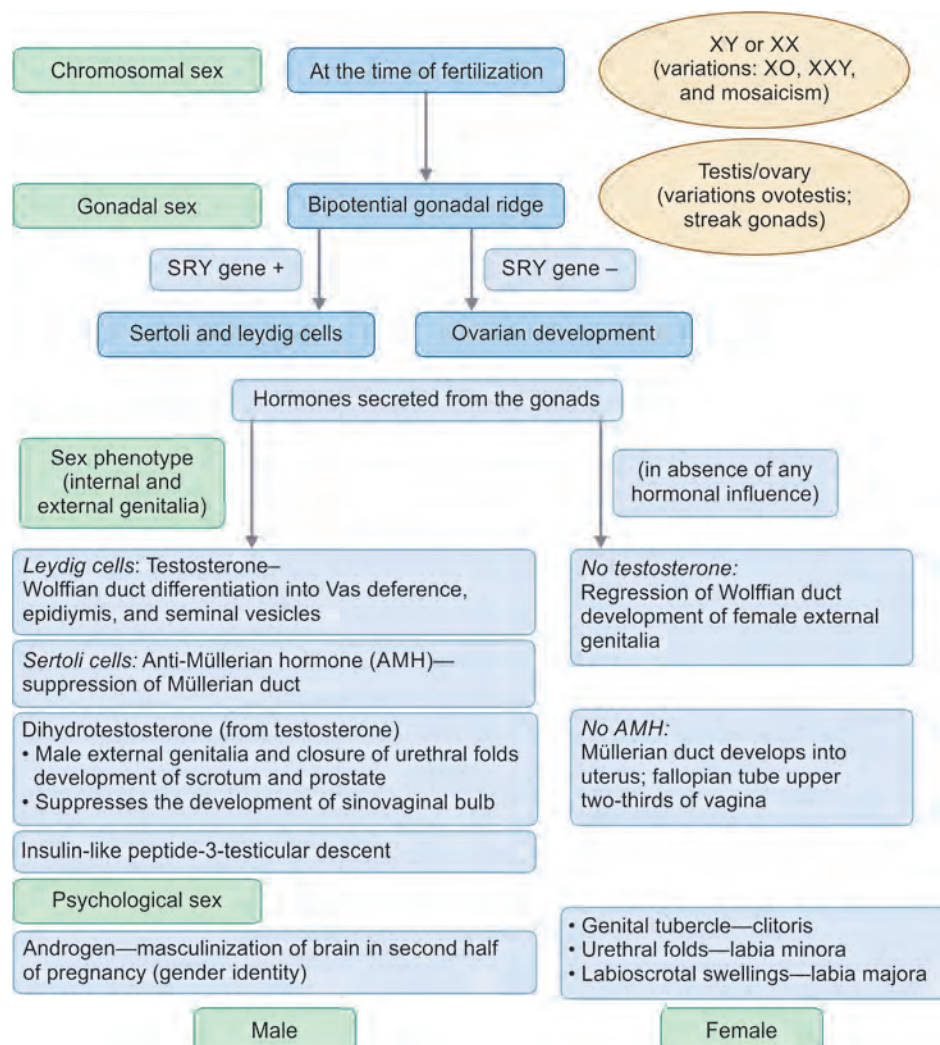 Chromosomal sex
At the time of fertilization
XY or XX
(variations: XO, XXY,
and mosaicism)
Gonadal sex
Bipotential gonadal ridge
Testis/ovary
(variations ovotestis;
streak gonads)
SRY gene +
SRY gene –
Sertoli and leydig cells
Ovarian development
Hormones secreted from the gonads
Sex phenotype
(internal and
external genitalia)
(in absence of any
hormonal influence)
Leydig cells: Testosterone–
Wolffian duct differentiation into Vas deference,
epidiymis, and seminal vesicles
No testosterone:
Regression of Wolffian duct
development of female external
genitalia
Sertoli cells: Anti-Müllerian hormone (AMH)—
suppression of Müllerian duct
Dihydrotestosterone (from testosterone)
• Male external genitalia and closure of urethral folds
development of scrotum and prostate
• Suppresses the development of sinovaginal bulb
No AMH:
Müllerian duct develops into
uterus; fallopian tube upper
two-thirds of vagina
Insulin-like peptide-3-testicular descent
Psychological sex
Androgen—masculinization of brain in second half
of pregnancy (gender identity)
• Genital tubercle—clitoris
• Urethral folds—labia minora
• Labioscrotal swellings—labia majora
Male
Female